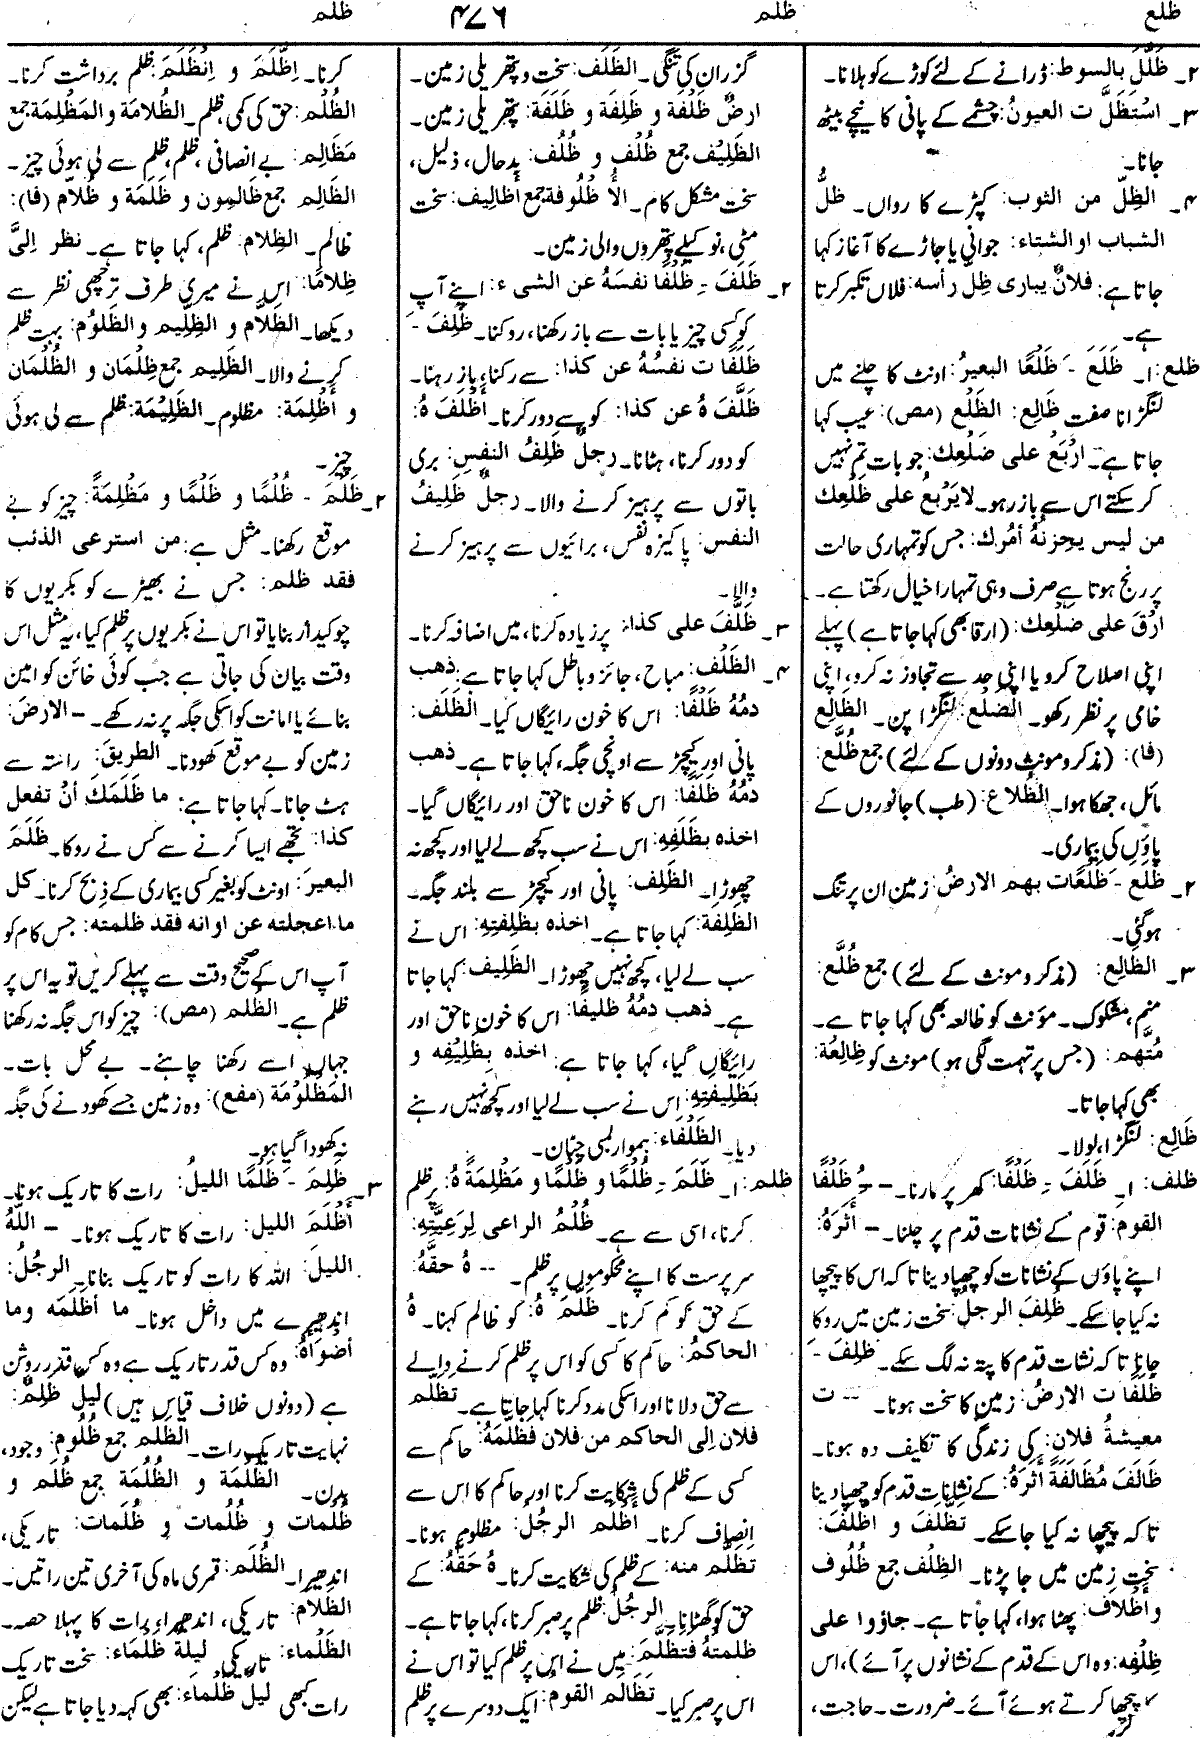 ظلع ظلم ۴۷۶ ظلم
۲۔ ظَلَّلَ بالسوط: ڈرانے کے لئے کوڑے کو ہلانا۔
۳۔ اسْتَظَلَّ ت العیونُ: چشمے کے پانی کا نیچے بیٹھ
جانا۔
۴۔ الظِلّ من الثوب: کپڑے کا رواں۔ ظلُّ
الشباب او الشتاء: جوانی یا جاڑے کا آغاز کہا
جاتا ہے: فلانٌ یباری ظِلّ رأسه: فلاں تکبر کرتا
ہے۔
ظلع: ۱۔ ظَلَعَ ـَ ظَلْعًا البعیرُ: اونٹ کا چلنے میں
لنگڑانا صفت ظَالِع: الظَلْع (مص): عیب کہا
جاتا ہے۔ ارْبَعْ علی ضَلْعِك: جو بات تم نہیں
کر سکتے اس سے باز رہو۔ لایَرْبعُ علی ظَلْعِك
من لیس یحزنهُ أمْرُك: جس کو تمہاری حالت
پر رنج ہوتا ہے صرف وہی تمہارا خیال رکھتا ہے۔
ارْقَ علی ضَلْعِك: (ارقا بھی کہا جاتا ہے) پہلے
اپنی اصلاح کرو یا اپنی حد سے تجاوز نہ کرو، اپنی
خامی پر نظر رکھو۔ الضَلْع: لنگڑا پن۔ الظَالِع
(فا): (مذکر و مونث دونوں کے لئے) جمع ظُلَّع:
مائل، جھکا ہوا۔ الظُلَاع: (طب) جانوروں کے
پاؤں کی بیماری۔
۲۔ ظَلَعَ ـَ ظَلْعًات بهم الارضُ: زمین ان پر تنگ
ہو گئی۔
۳۔ الظالِع: (مذکر و مونث کے لئے) جمع ظُلَّع:
مشکوک۔ مؤنث کو ظالعہ بھی کہا جاتا ہے۔
مُتَّهم: (جس پر تہمت لگی ہو) مونث کو ظالِعَة:
بھی کہا جاتا۔
ظَالِع: لنگڑا، لولا۔
ظلف: ۱۔ ظَلَفَ ـِ ظَلْفًا: کھر پر مارنا۔ ــُـ ظَلْفًا
القومَ: قوم کے نشانات قدم پر چلنا۔ – أثَرَهُ:
اپنے پاؤں کے نشانات کو چھپا دینا تاکہ اس کا پیچھا
نہ کیا جا سکے۔ ظَلِفَ الرجلُ: سخت زمین میں روکا
جانا تاکہ نشات قدم کا پتہ نہ لگ سکے۔ ظَلِفَ ـَ
ظَلَفًا ت الارضُ: زمین کا سخت ہونا۔ -- ت
معیشةُ فلان: کی زندگی کا تکلیف دہ ہونا۔
ظَالَفَ مُظَالَفَةً أثَرَهُ: کے نشانات قدم کو چھپا دینا
تاکہ پیچھا نہ کیا جا سکے۔ تظَلَّفَ و اظَّلَّفَ:
سخت زمین میں جا پڑنا۔ الظِلْف جمع ظُلُوف
و أظْلَاف: پھٹا ہوا، کہا جاتا ہے۔ جاؤوا علی
ظِلْفِه: وہ اس کے قدم کے نشانوں پر آئے)، اس
کا پیچھا کرتے ہوئے آئے۔ ضرورت۔ حاجت،
گزران کی تنگی۔ الظَلَف: سخت و پتھریلی زمین۔
ارضٌ ظَلْفَة و ظَلِفَة و ظَلَفَة: پتھریلی زمین۔
الظَلِیْف جمع ظُلْف و ظُلُف: بدحال، ذلیل،
سخت مشکل کام۔ الأُ ظْلُوفة جمع أظالِیف: سخت
مٹی، نوکیلے پتھروں والی زمین۔
۲۔ ظَلَفَ ـِ ظَلْفًا نفسَهُ عن الشی ء: اپنے آپ
کو کسی چیز یا بات سے باز رکھنا، روکنا۔ ظَلِفَ ـَ
ظَلَفًات نفسُهُ عن کذا: سے رکنا، باز رہنا۔
ظَلَّفَ هُ عن کذا: کو سے دور کرنا۔ أَظْلَفَ هُ:
کو دور کرنا، ہٹانا۔ رجلٌ ظَلِفُ النفس: بری
باتوں سے پرہیز کرنے والا۔ رجلٌ ظَلِیفُ
النفس: پاکیزہ نفس، برائیوں سے پرہیز کرنے
والا۔
۳۔ ظَلَّفَ علی کذا: پر زیادہ کرنا، میں اضافہ کرنا۔
۴۔ الظَلْف: مباح، جائز و باطل کہا جاتا ہے: ذهب
دمُهُ ظَلْفًا: اس کا خون رائیگاں گیا۔ الظَلَف:
پانی اور کیچڑ سے اونچی جگہ، کہا جاتا ہے۔ ذهب
دمُهُ ظَلَفًا: اس کا خون ناحق اور رائیگاں گیا۔
اخذه بظَلَفِه: اس نے سب کچھ لے لیا اور کچھ نہ
چھوڑا۔ الظَلِف: پانی اور کیچڑ سے بلند جگہ۔
الظَلِفَة: کہا جاتا ہے۔ اخذه بظَلِفتِه: اس نے
سب لے لیا، کچھ نہیں چھوڑا۔ الظَلِیف: کہا جاتا
ہے۔ ذهب دمُهُ ظلیفًا: اس کا خون ناحق اور
رائیگاں گیا، کہا جاتا ہے: اخذه بِظَلِیْفِه و
بظَلِیفتِه: اس نے سب لے لیا اور کچھ نہیں رہنے
دیا۔ الظَلْفَاء: ہموار لمبی چٹان۔
ظلم: ۱۔ ظَلَمَ ـِ ظُلْمًا و ظَلْمًا و مَظْلِمَةً هُ: پر ظلم
کرنا، اسی سے ہے۔ ظُلْمُ الراعی لِرَعِیَّتِهِ:
سرپرست کا اپنے محکوموں پر ظلم۔ -- هُ حقَّهُ:
کے حق کو کم کرنا۔ ظَلَّمَ هُ: کو ظالم کہنا۔ هُ
الحاکمُ: حاکم کا کسی کو اس پر ظلم کرنے والے
سے حق دلانا اور اسکی مدد کرنا کہا جاتا ہے۔ تظَلَّم
فلان اِلی الحاکم من فلان فظلَّمهُ: حاکم سے
کسی کے ظلم کی شکایت کرنا اور حاکم کا اس سے
انصاف کرنا۔ أظلم الرجُلُ: مظلوم ہونا۔
تظلَّم منه: کے ظلم کی شکایت کرنا۔ هُ حَقَّهُ: کے
حق کو گھٹانا۔ الرجُلُ: ظلم پر صبر کرنا، کہا جاتا ہے۔
ظلمتُهُ فتظلَّم: میں نے اس پر ظلم کیا تو اس نے
اس پر صبر کیا۔ تظالم القومُ: ایک دوسرے پر ظلم
کرنا۔ اِظَّلَمَ و اِنْظَلَمَ: ظلم برداشت کرنا۔
الظُلْم: حق کی کمی، ظلم۔ الظُلامَة و المَظْلِمَة جمع
مَظَالِم: بے انصافی، ظلم، ظلم سے لی ہوئی چیز۔
الظَالِم جمع ظالِمون و ظَلَمَة و ظُلاَّم (فا):
ظالم۔ الظِلام: ظلم، کہا جاتا ہے۔ نظر اِلیَّ
ظِلامًا: اس نے میری طرف ترچھی نظر سے
دیکھا۔ الظَلاَّم و الظِلِّیم و الظَلُوم: بہت ظلم
کرنے والا۔ الظَلِیم جمع ظِلْمَان و الظُلْمَان
و أَظْلِمَة: مظلوم۔ الظَلِیْمَة: ظلم سے لی ہوئی
چیز۔
۲۔ ظَلَمَ ـِ ظُلْمًا و ظَلْمًا و مَظْلِمَةً: چیز کو بے
موقع رکھنا۔ مثل ہے: من استرعی الذئب
فقد ظلم: جس نے بھیڑیے کو بکریوں کا
چوکیدار بنایا تو اس نے بکریوں پر ظلم کیا، یہ مثل اس
وقت بیان کی جاتی ہے جب کوئی خائن کو امین
بنائے یا امانت کو اسکی جگہ پر نہ رکھے۔ – الارضَ:
زمین کو بے موقع کھودنا۔ الطریقَ: راستہ سے
ہٹ جانا۔ کہا جاتا ہے: ما ظَلَمَك أنْ تفعل
کذا: تجھے ایسا کرنے سے کس نے روکا۔ ظَلَمَ
البعیرَ: اونٹ کو بغیر کسی بیماری کے ذبح کرنا۔ کل
ما اعجلته عن اوانه فقد ظلمته: جس کام کو
آپ اس کے صحیح وقت سے پہلے کریں تو یہ اس پر
ظلم ہے۔ الظلم (مص): چیز کو اس جگہ نہ رکھنا
جہاں اسے رکھنا چاہئے۔ بے محل بات۔
المَظْلُوْمَة (مفع): وہ زمین جسے کھودنے کی جگہ
نہ کھودا گیا ہو۔
۳۔ ظَلِمَ ـَ ظَلْمًا اللیلُ: رات کا تاریک ہونا۔
أَظْلَمَ اللیل: رات کا تاریک ہونا۔ – اللّٰهُ
اللیلَ: اللہ کا رات کو تاریک بنانا۔ الرجُلُ:
اندھیرے میں داخل ہونا۔ ما أظلَمَه وما
أضوأهُ: وہ کس قدر تاریک ہے وہ کس قدر روشن
ہے (دونوں خلاف قیاس ہیں) لیل ظَلِمٌ:
نہایت تاریک رات۔ الظَلْم جمع ظُلُوم: وجود،
بدن۔ الظُلْمَة و الظُلُمَة جمع ظُلَم و
ظُلْمات و ظُلُمات و ظُلَمات: تاریکی،
اندھیرا۔ الظُلَم: قمری ماہ کی آخری تین راتیں۔
الظَلَام: تاریکی، اندھیرا، رات کا پہلا حصہ۔
الظَلْماء: تاریکی۔ لیلة ظَلْماء: سخت تاریک
رات کبھی لیل ظَلْماء: بھی کہہ دیا جاتا ہے لیکن